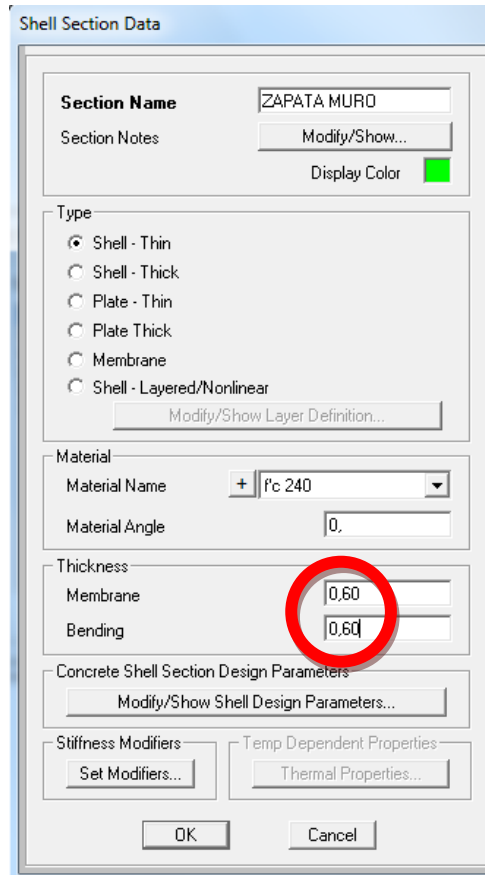 Shell Section Data
Section Name ZAPATA MURO
Section Notes Modify/Show...
Display Color
Type
Shell - Thin
Shell - Thick
Plate - Thin
Plate Thick
Membrane
Shell - Layered/Nonlinear
Modify/Show Layer Definition...
Material
Material Name + f'c 240
Material Angle 0,
Thickness
Membrane 0,60
Bending 0,60
Concrete Shell Section Design Parameters
Modify/Show Shell Design Parameters...
Stiffness Modifiers Temp Dependent Properties
Set Modifiers... Thermal Properties...
OK Cancel